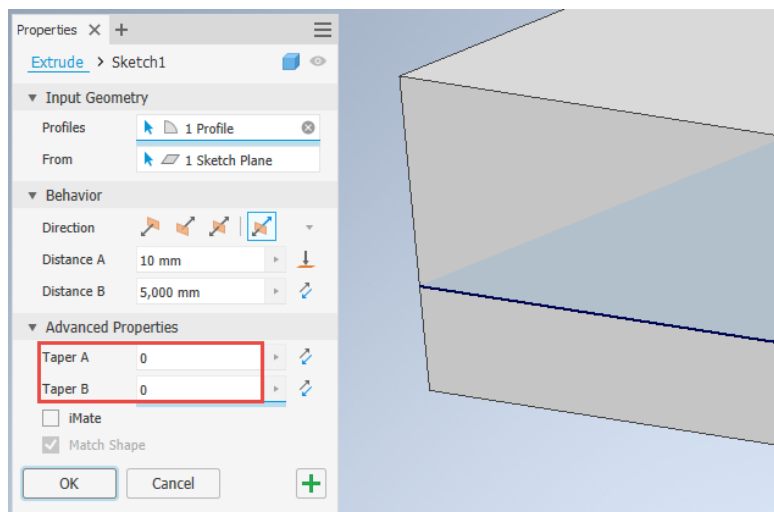 Properties
Extrude > Sketch1
Input Geometry
Profiles 1 Profile
From 1 Sketch Plane
Behavior
Direction
Distance A 10 mm
Distance B 5,000 mm
Advanced Properties
Taper A 0
Taper B 0
iMate
Match Shape
OK Cancel